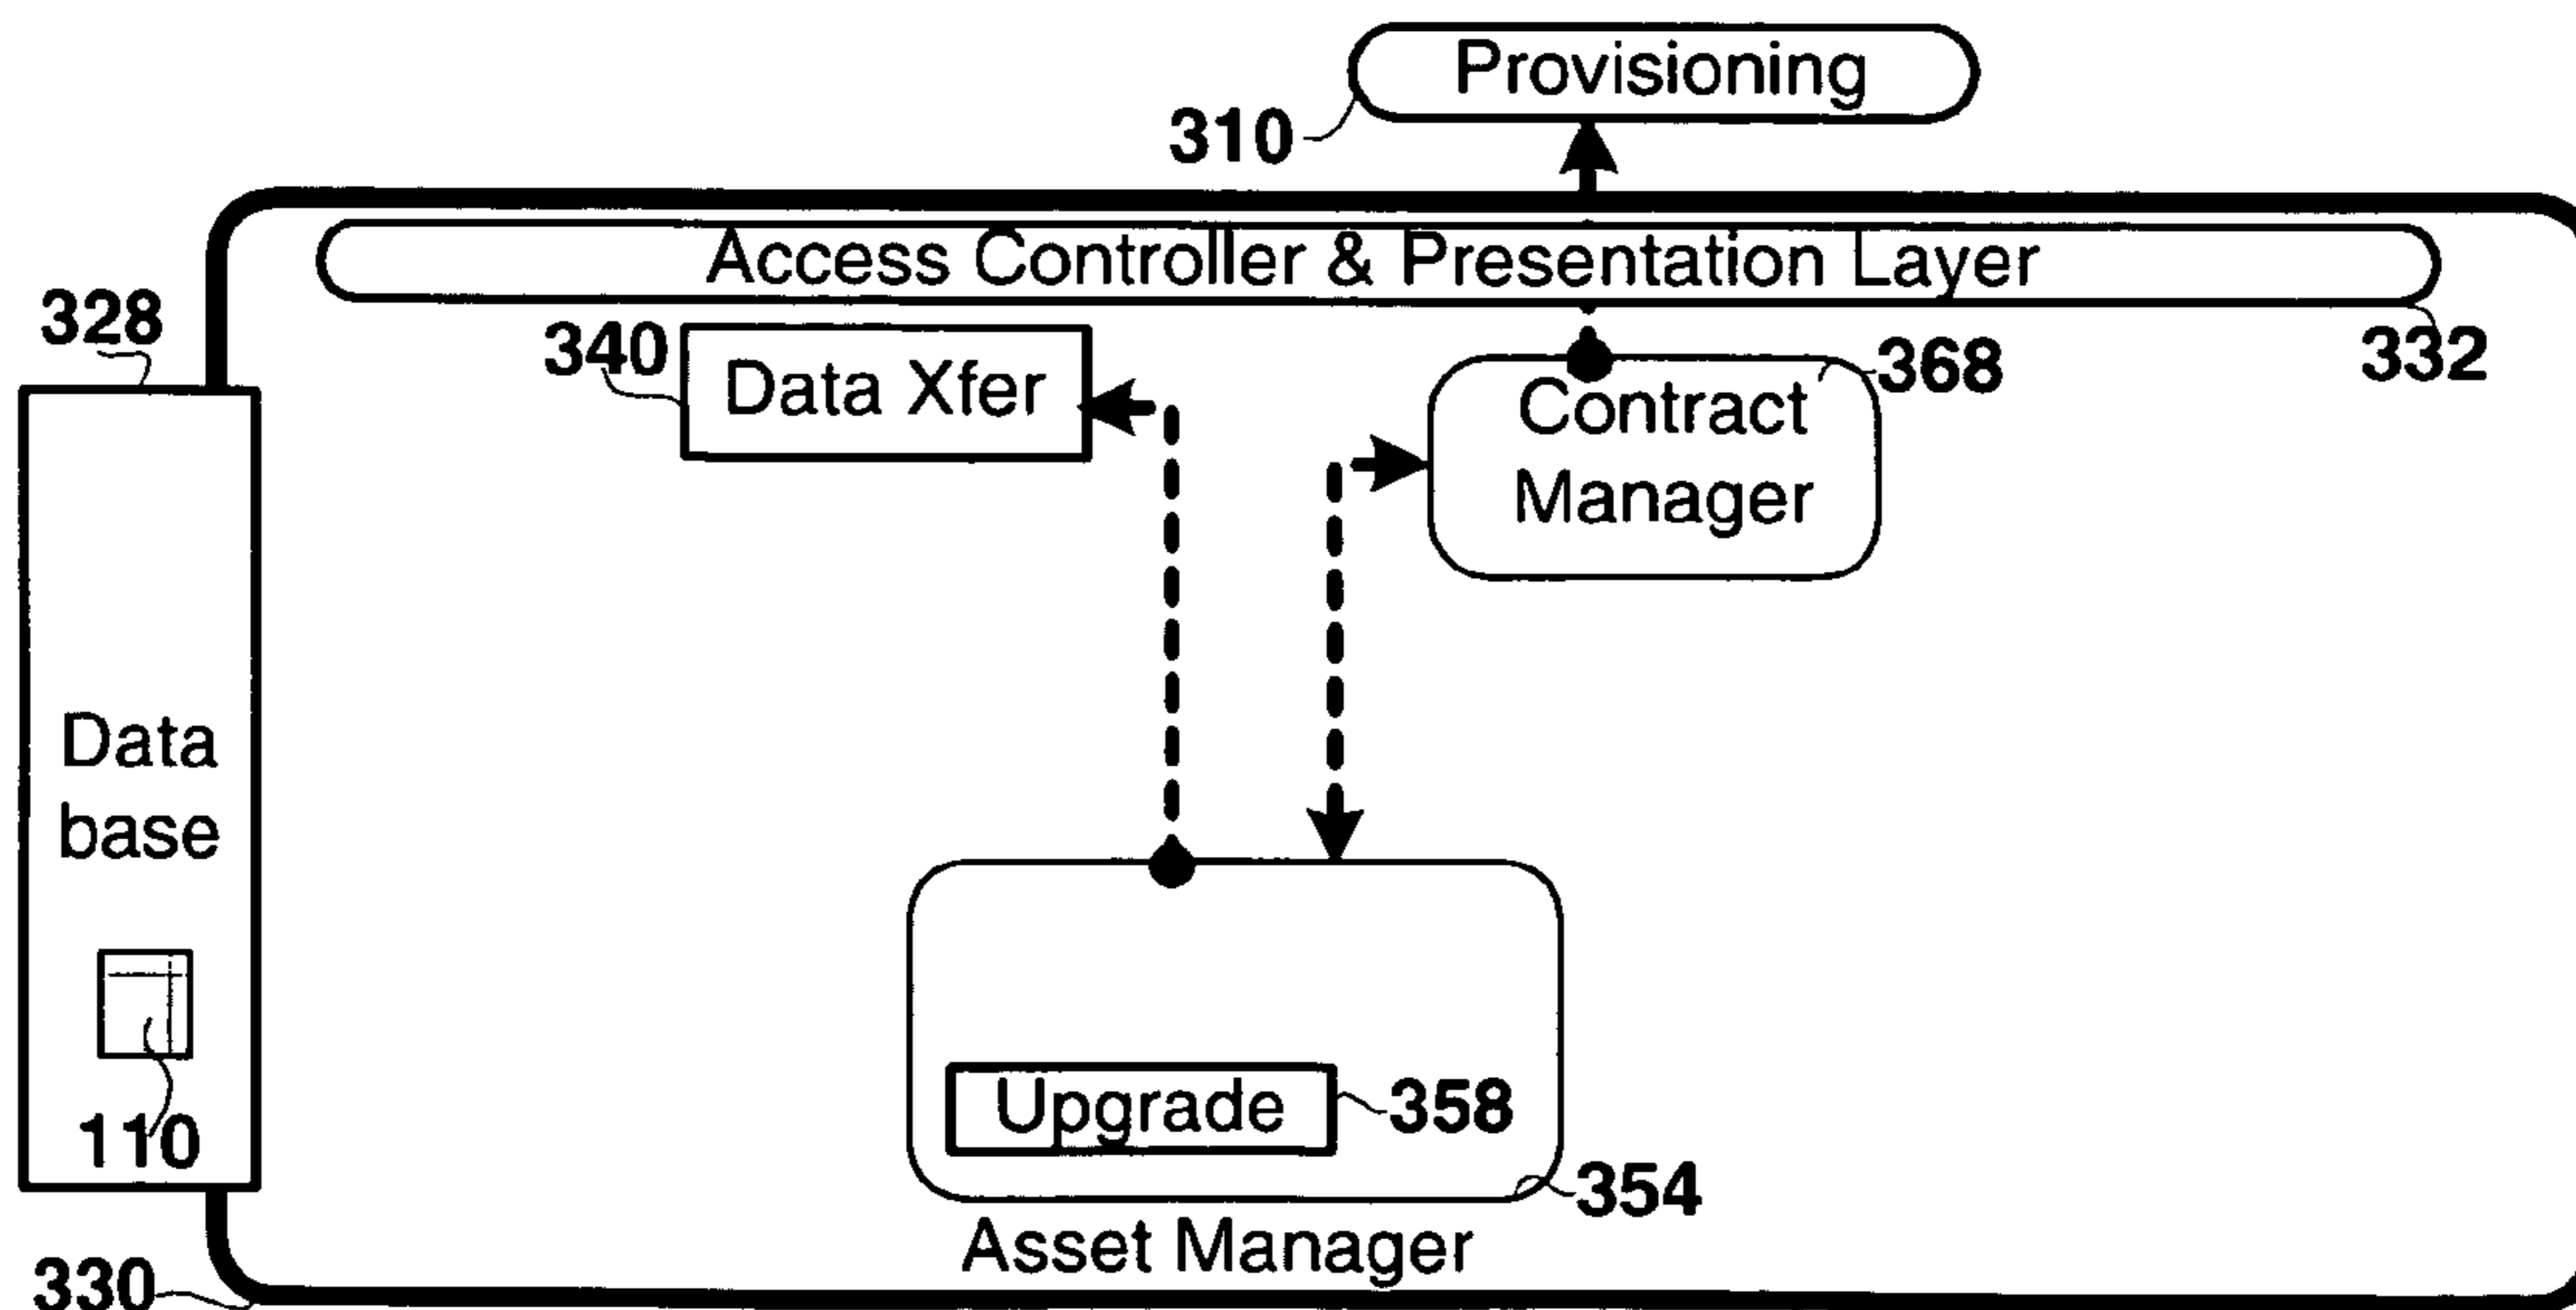 Provisioning
310
Access Controller & Presentation Layer
328
340
Data Xfer
332
368
Contract
Manager
Data
base
110
Upgrade
358
354
Asset Manager
330